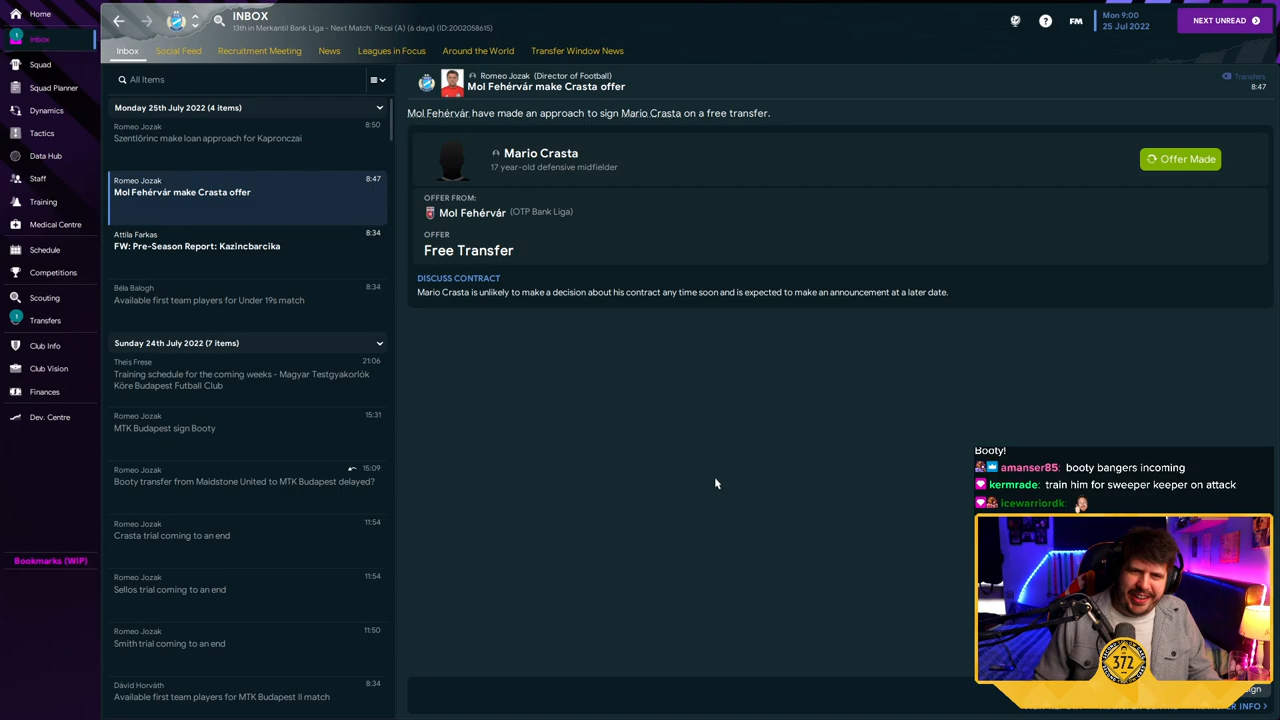 Home
Inbox
1
Squad
Squad Planner
Dynamics
Tactics
Data Hub
Staff
Training
Medical Centre
Schedule
Competitions
Scouting
1
Transfers
Club Info
Club Vision
Finances
Dev. Centre
Bookmarks (WIP)
INBOX
13th in Merkantil Bank Liga - Next Match: Pécsi (A) (6 days) (ID:2002058615)
FM
Mon 9:00
25 Jul 2022
NEXT UNREAD
Inbox Social Feed Recruitment Meeting News Leagues in Focus Around the World Transfer Window News
All Items
Monday 25th July 2022 (4 items)
Romeo Jozak 8:50
Szentlőrinc make loan approach for Kapronczai
Romeo Jozak 8:47
Mol Fehérvár make Crasta offer
Attila Farkas 8:34
FW: Pre-Season Report: Kazincbarcika
Béla Balogh 8:34
Available first team players for Under 19s match
Sunday 24th July 2022 (7 items)
Theis Frese 21:06
Training schedule for the coming weeks - Magyar Testgyakorlók
Köre Budapest Futball Club
Romeo Jozak 15:31
MTK Budapest sign Booty
Romeo Jozak 15:09
Booty transfer from Maidstone United to MTK Budapest delayed?
Romeo Jozak 11:54
Crasta trial coming to an end
Romeo Jozak 11:54
Sellos trial coming to an end
Romeo Jozak 11:50
Smith trial coming to an end
Dávid Horváth 8:34
Available first team players for MTK Budapest II match
Romeo Jozak (Director of Football)
Mol Fehérvár make Crasta offer
Transfers
8:47
Mol Fehérvár have made an approach to sign Mario Crasta on a free transfer.
Mario Crasta
17 year-old defensive midfielder
Offer Made
OFFER FROM:
Mol Fehérvár (OTP Bank Liga)
OFFER
Free Transfer
DISCUSS CONTRACT
Mario Crasta is unlikely to make a decision about his contract any time soon and is expected to make an announcement at a later date.
Booty!
amanser85: booty bangers incoming
kermrade: train him for sweeper keeper on attack
icewarriordk:
372
TRANSFER INFO